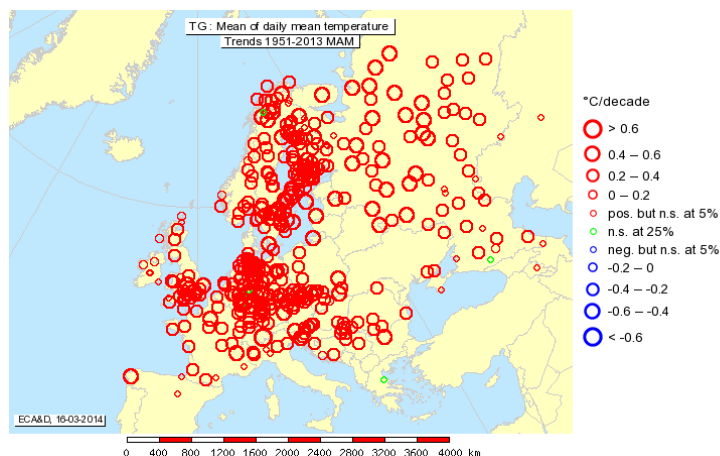 TG : Mean of daily mean temperature
Trends 1951-2013 MAM
°C/decade
> 0.6
0.4 – 0.6
0.2 – 0.4
0 – 0.2
pos. but n.s. at 5%
n.s. at 25%
neg. but n.s. at 5%
-0.2 – 0
-0.4 – -0.2
-0.6 – -0.4
< -0.6
ECA&D, 16-03-2014
0 400 800 1200 1600 2000 2400 2800 3200 3600 4000 km